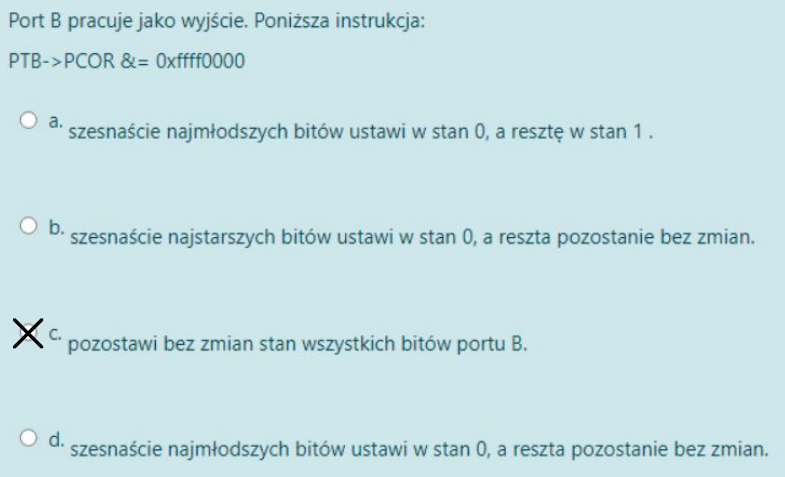 Port B pracuje jako wyjście. Poniższa instrukcja:
PTB->PCOR &= 0xffff0000
a. szesnaście najmłodszych bitów ustawi w stan 0, a resztę w stan 1 .
b. szesnaście najstarszych bitów ustawi w stan 0, a reszta pozostanie bez zmian.
c. pozostawi bez zmian stan wszystkich bitów portu B.
d. szesnaście najmłodszych bitów ustawi w stan 0, a reszta pozostanie bez zmian.